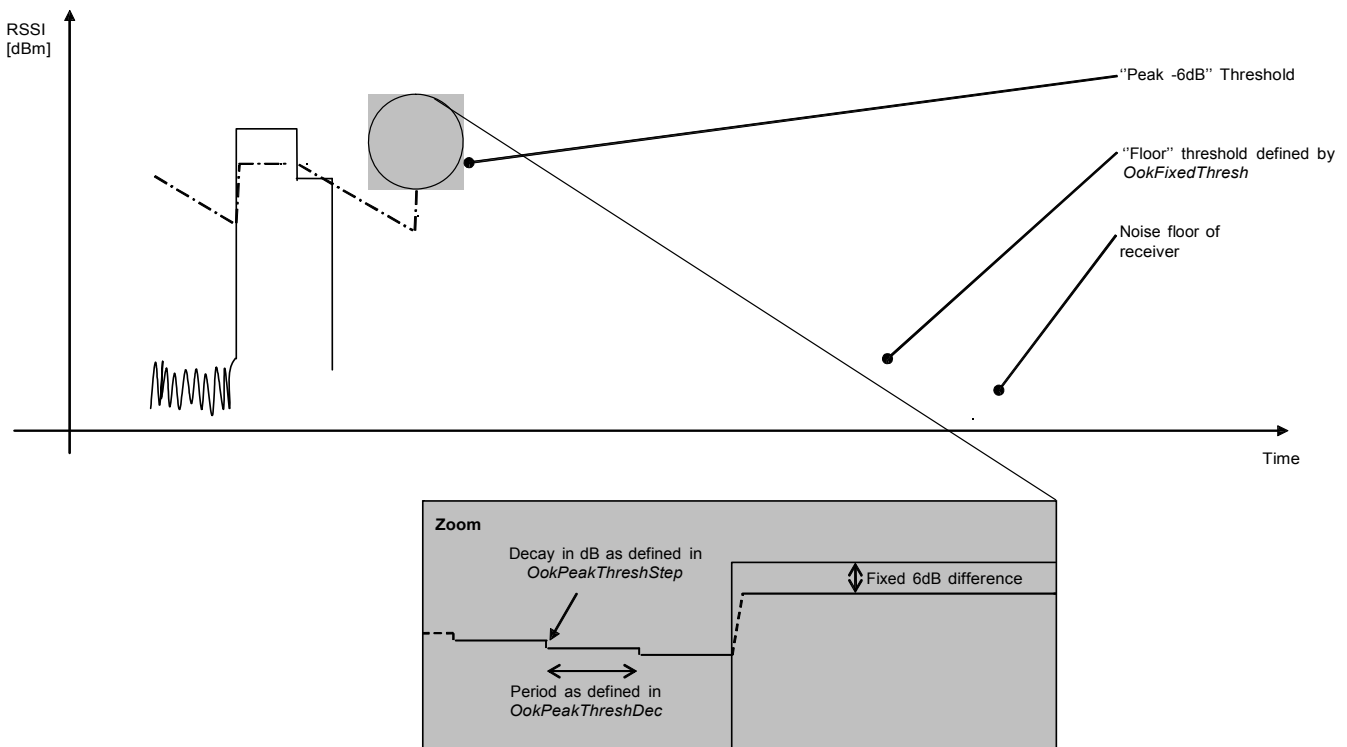 RSSI
[dBm]
‘’Peak -6dB’’ Threshold
‘’Floor’’ threshold defined by
OokFixedThresh
Noise floor of
receiver
Time
Zoom
Decay in dB as defined in
OokPeakThreshStep
Fixed 6dB difference
Period as defined in
OokPeakThreshDec